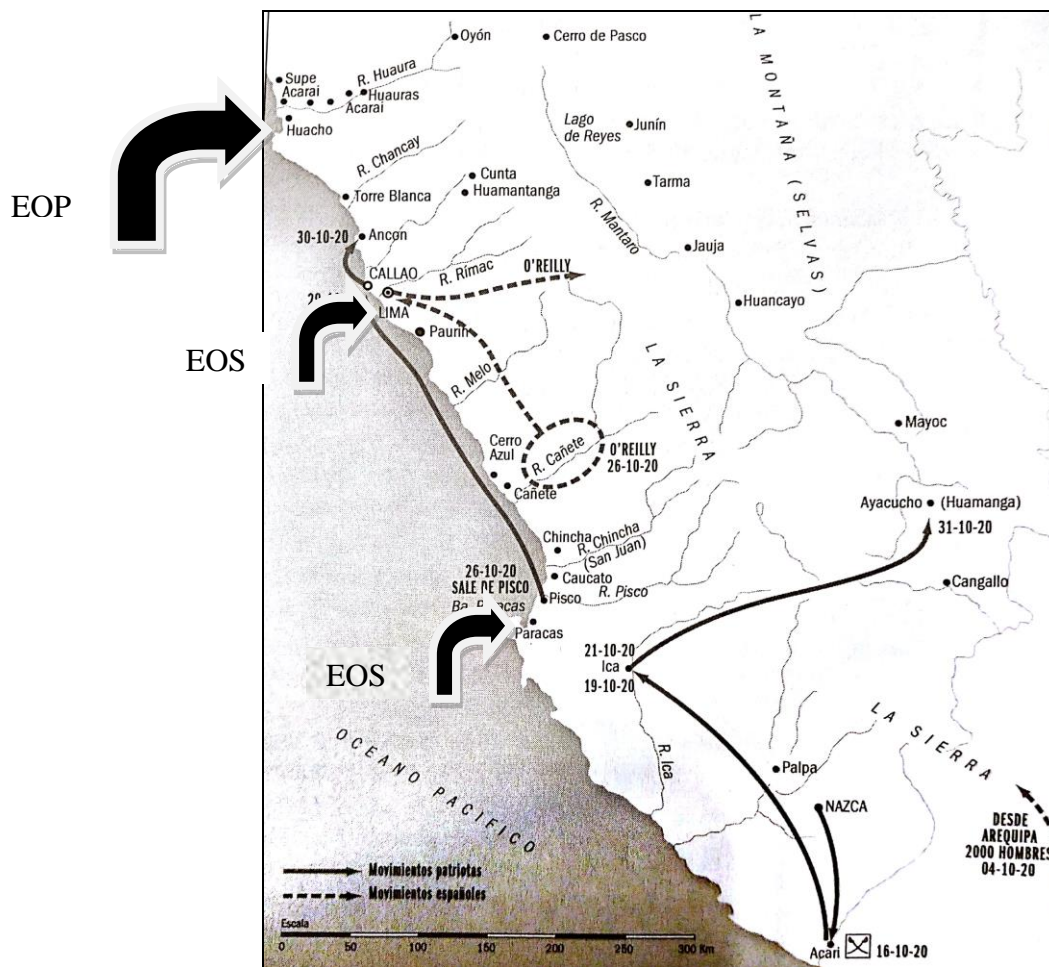 Oyón
Cerro de Pasco
Supe
Acarai
R. Huaura
Huauras
Acarai
Huacho
EOP
LA MONTAÑA (SELVAS)
Lago
de Reyes
Junín
R. Chancay
Cunta
Huamantanga
Torre Blanca
Tarma
R. Mantaro
30-10-20
Ancon
Jauja
CALLAO
R. Rímac
O'REILLY
Huancayo
LIMA
Paurin
EOS
R. Melo
LA SIERRA
Mayoc
Cerro
Azul
R. Cañete
O'REILLY
26-10-20
Cañete
Ayacucho
(Huamanga)
31-10-20
Chincha
R. Chincha
(San Juan)
Caucato
Cangallo
26-10-20
SALE DE PISCO
Pisco
R. Pisco
Paracas
EOS
21-10-20
Ica
19-10-20
LA SIERRA
R. Ica
Palpa
OCEANO PACIFICO
NAZCA
DESDE
AREQUIPA
2000 HOMBRES
04-10-20
Movimientos patriotas
Movimientos españoles
Escala
0 50 100 150 200 300 Km
Acarí
16-10-20